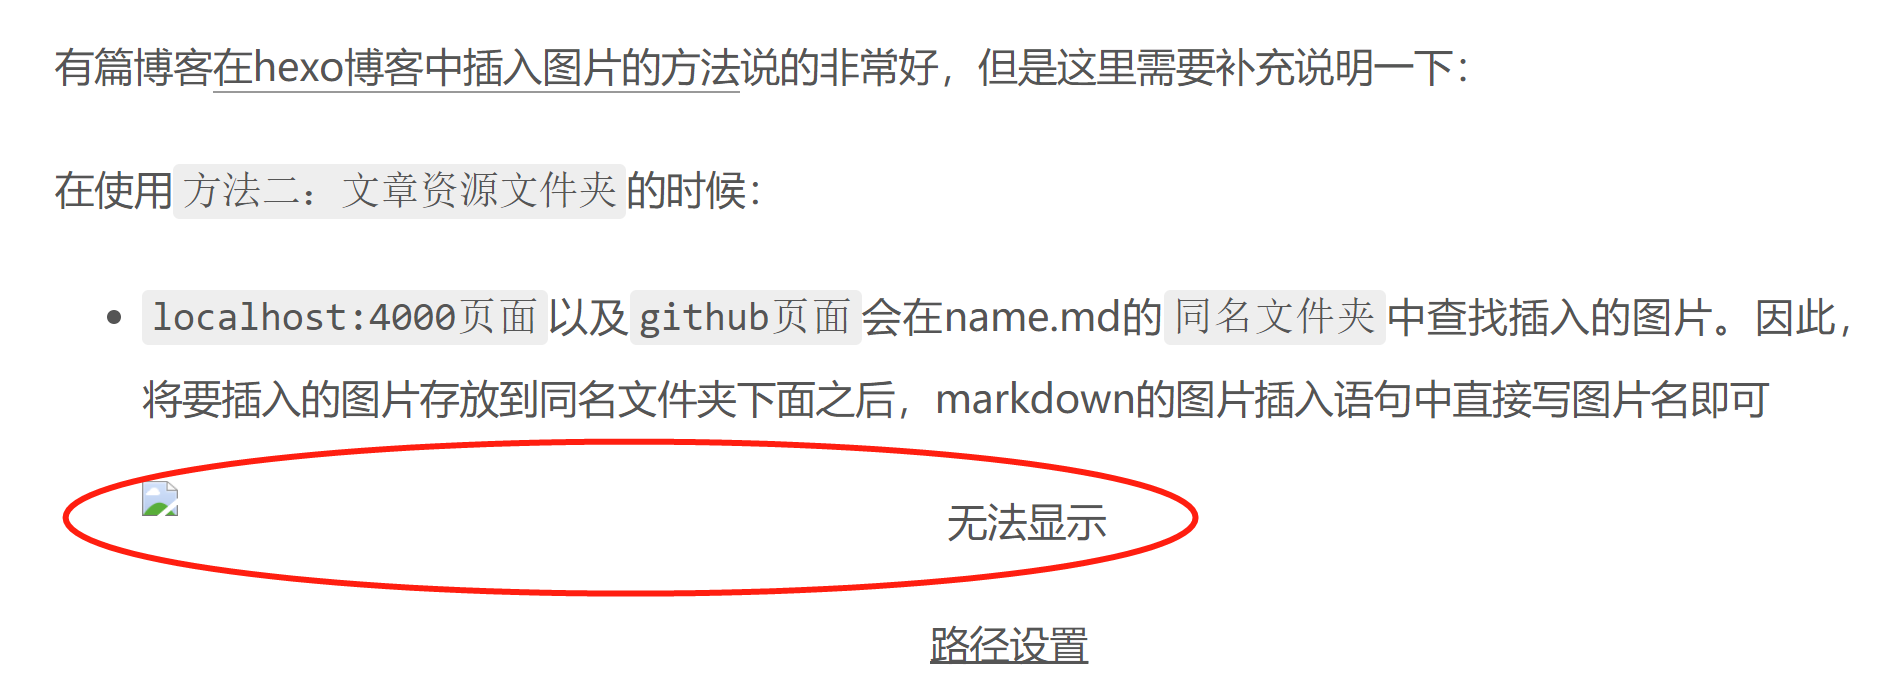 有篇博客在hexo博客中插入图片的方法说的非常好，但是这里需要补充说明一下：
在使用方法二：文章资源文件夹的时候：
localhost:4000页面以及github页面会在name.md的同名文件夹中查找插入的图片。因此，
将要插入的图片存放到同名文件夹下面之后，markdown的图片插入语句中直接写图片名即可
无法显示
路径设置